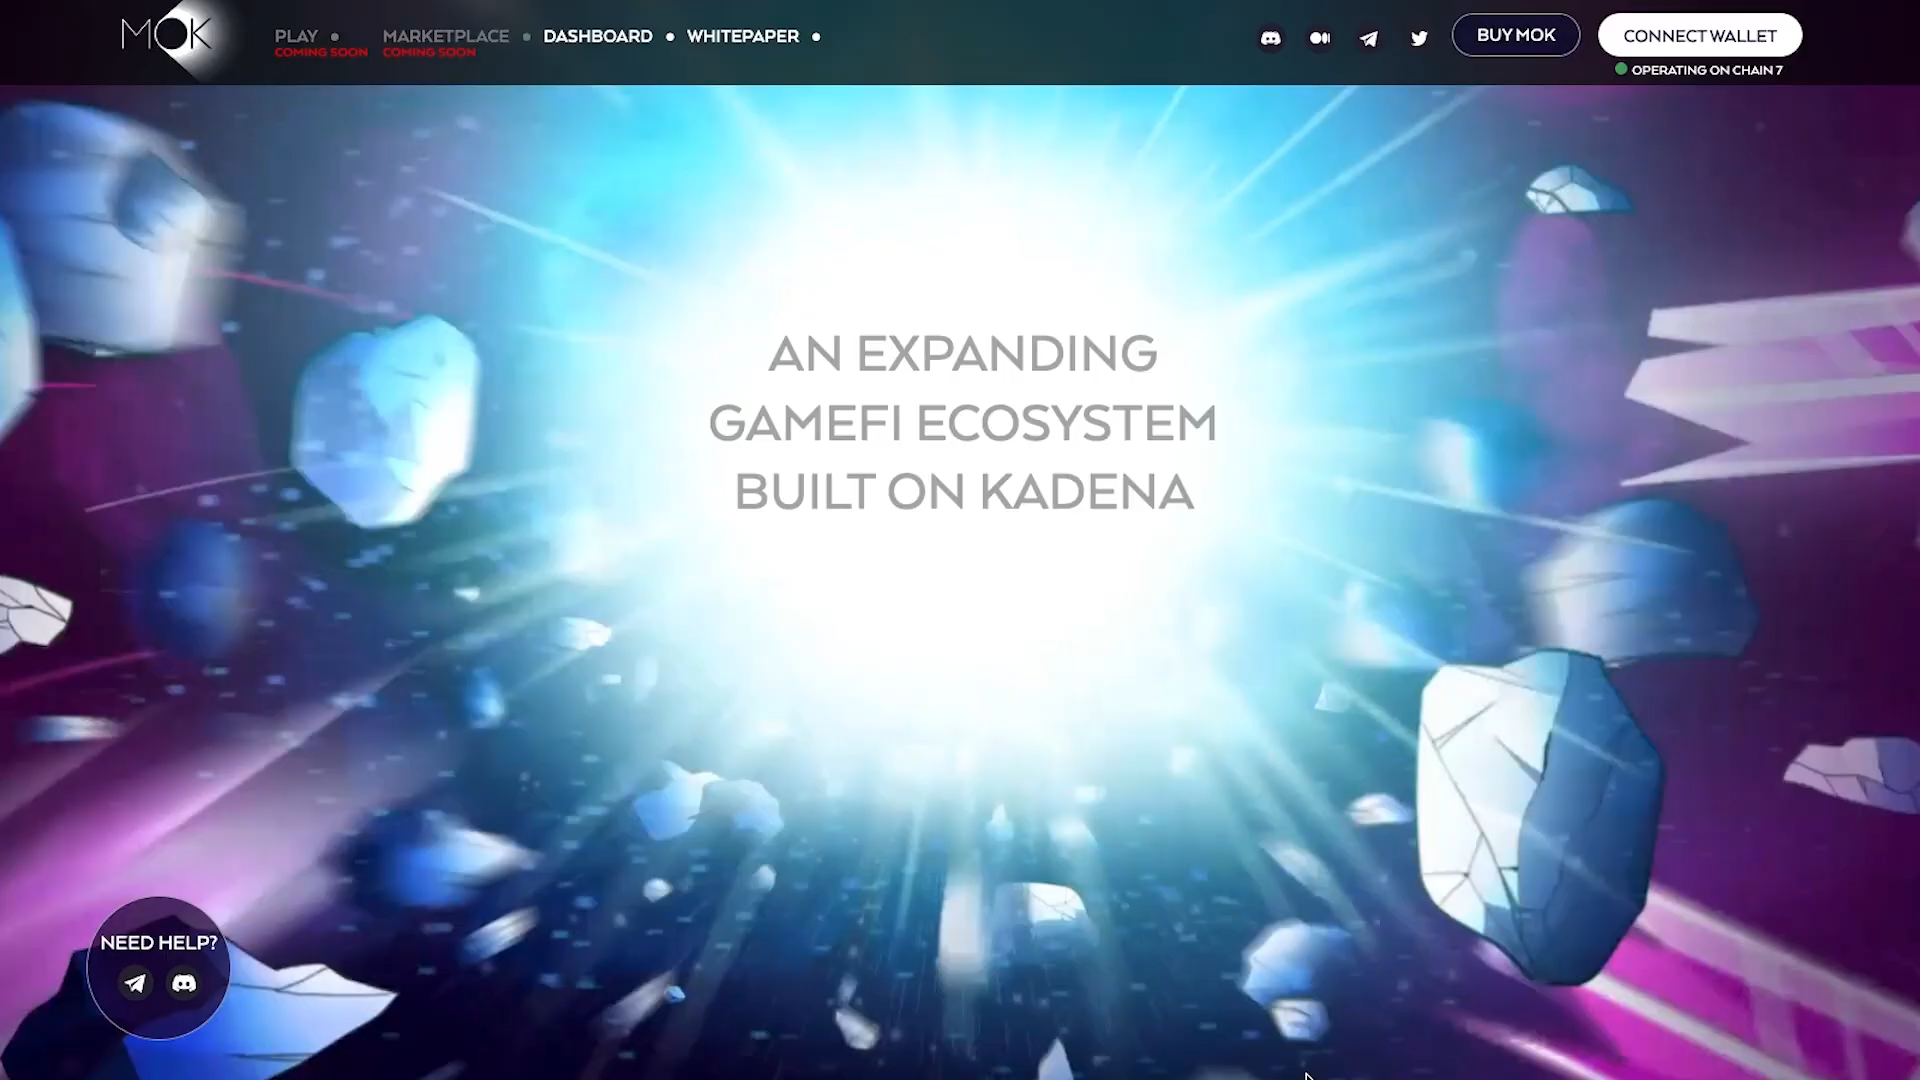 MOK
PLAY
COMING SOON
MARKETPLACE
COMING SOON
DASHBOARD
WHITEPAPER
BUY MOK
CONNECT WALLET
OPERATING ON CHAIN 7
AN EXPANDING
GAMEFI ECOSYSTEM
BUILT ON KADENA
NEED HELP?